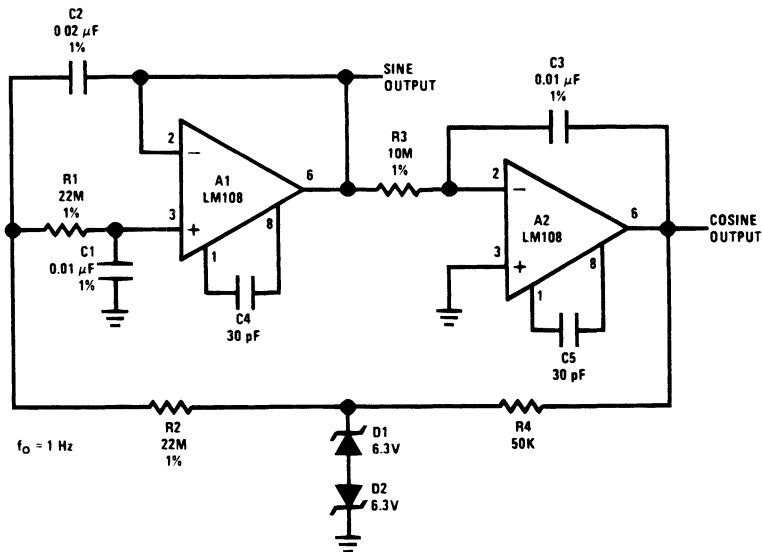 C2
0 02 μF
1%
SINE
OUTPUT
C3
0.01 μF
1%
R3
10M
1%
2
−
A1
LM108
6
R1
22M
1%
3
+
8
1
C1
0.01 μF
1%
C4
30 pF
2
−
A2
LM108
6
COSINE
OUTPUT
3
+
8
1
C5
30 pF
R2
22M
1%
R4
50K
D1
6.3V
D2
6.3V
fO = 1 Hz